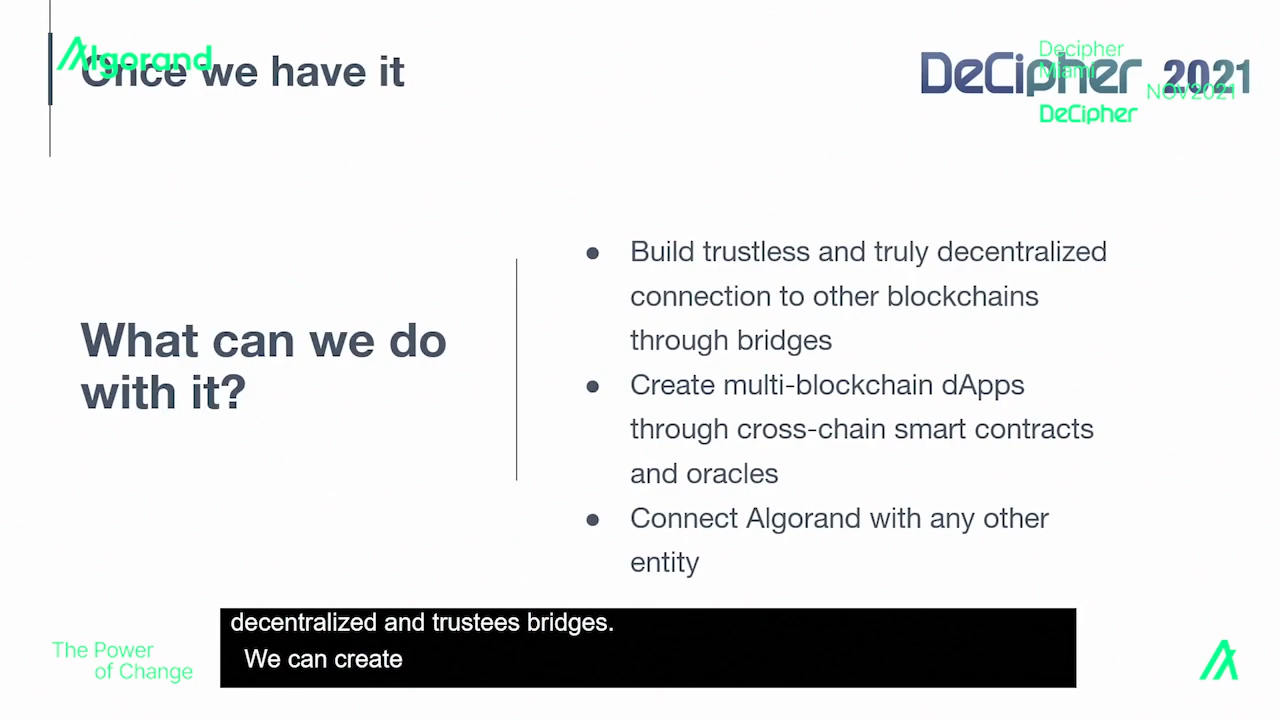 Algorand
Once we have it
DeCipher 2021
Decipher
Miami
NOV2021
DeCipher
What can we do
with it?
● Build trustless and truly decentralized
connection to other blockchains
through bridges
● Create multi-blockchain dApps
through cross-chain smart contracts
and oracles
● Connect Algorand with any other
entity
decentralized and trustees bridges.
We can create
The Power
of Change